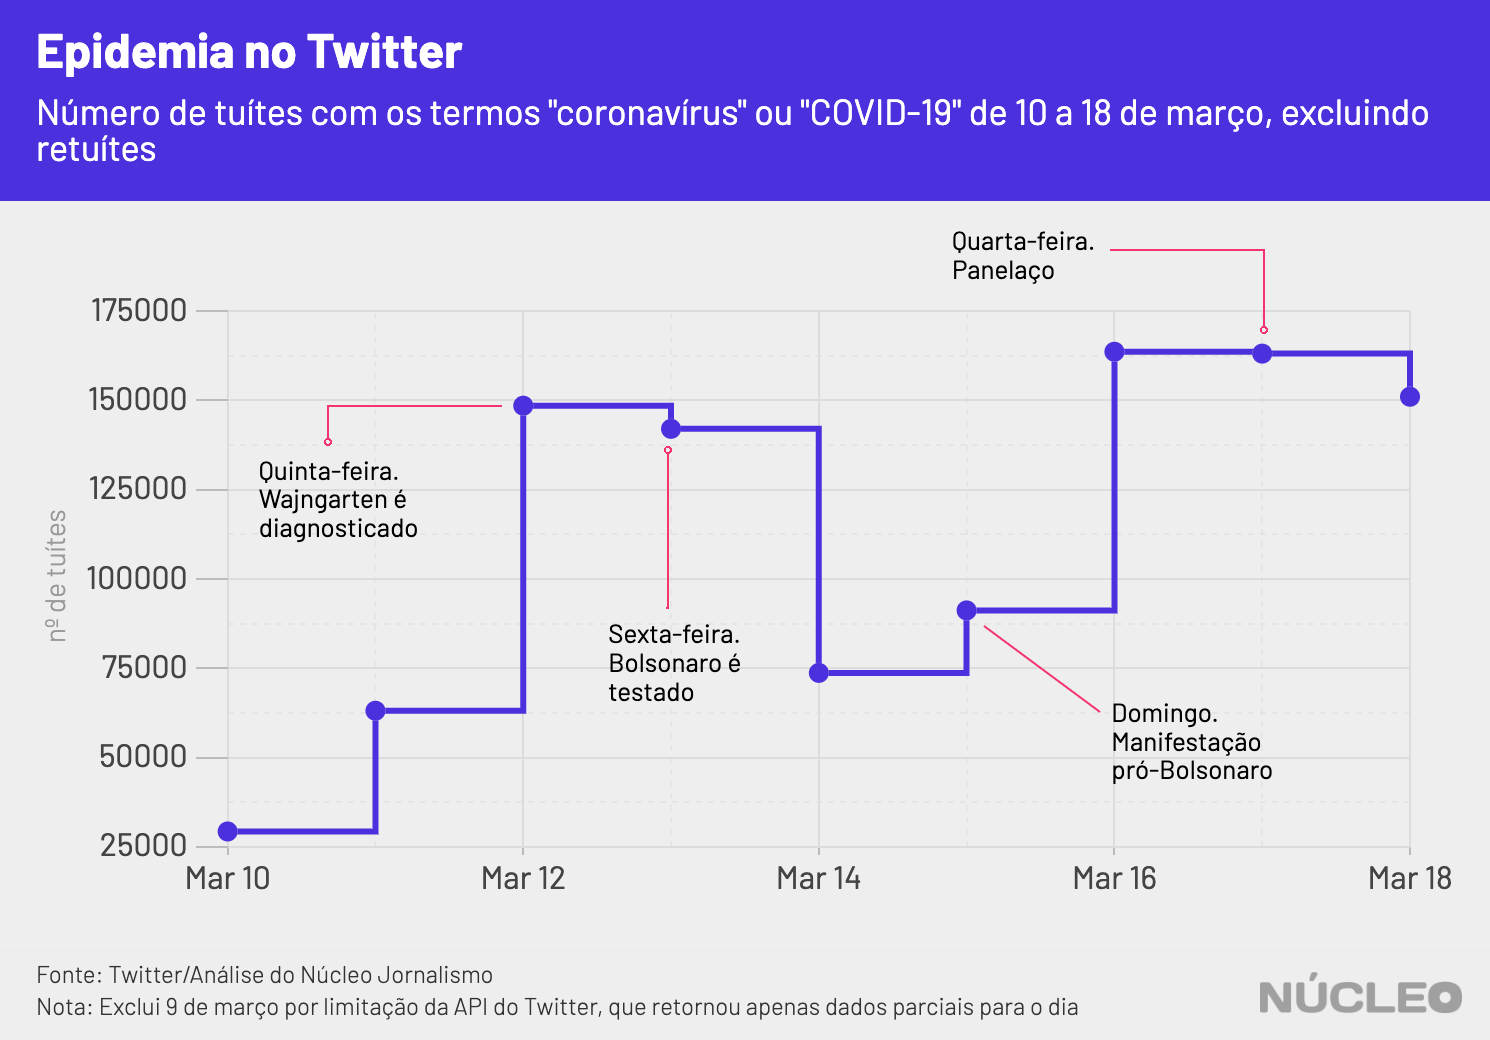 Epidemia no Twitter
Número de tuítes com os termos "coronavírus" ou "COVID-19" de 10 a 18 de março, excluindo
retuítes
Quarta-feira.
Panelaço
175000
150000
Quinta-feira.
Wajngarten é
diagnosticado
125000
nº de tuítes
100000
Sexta-feira.
Bolsonaro é
testado
75000
Domingo.
Manifestação
pró-Bolsonaro
50000
25000
Mar 10 Mar 12 Mar 14 Mar 16 Mar 18
Fonte: Twitter/Análise do Núcleo Jornalismo
Nota: Exclui 9 de março por limitação da API do Twitter, que retornou apenas dados parciais para o dia
NÚCLEO